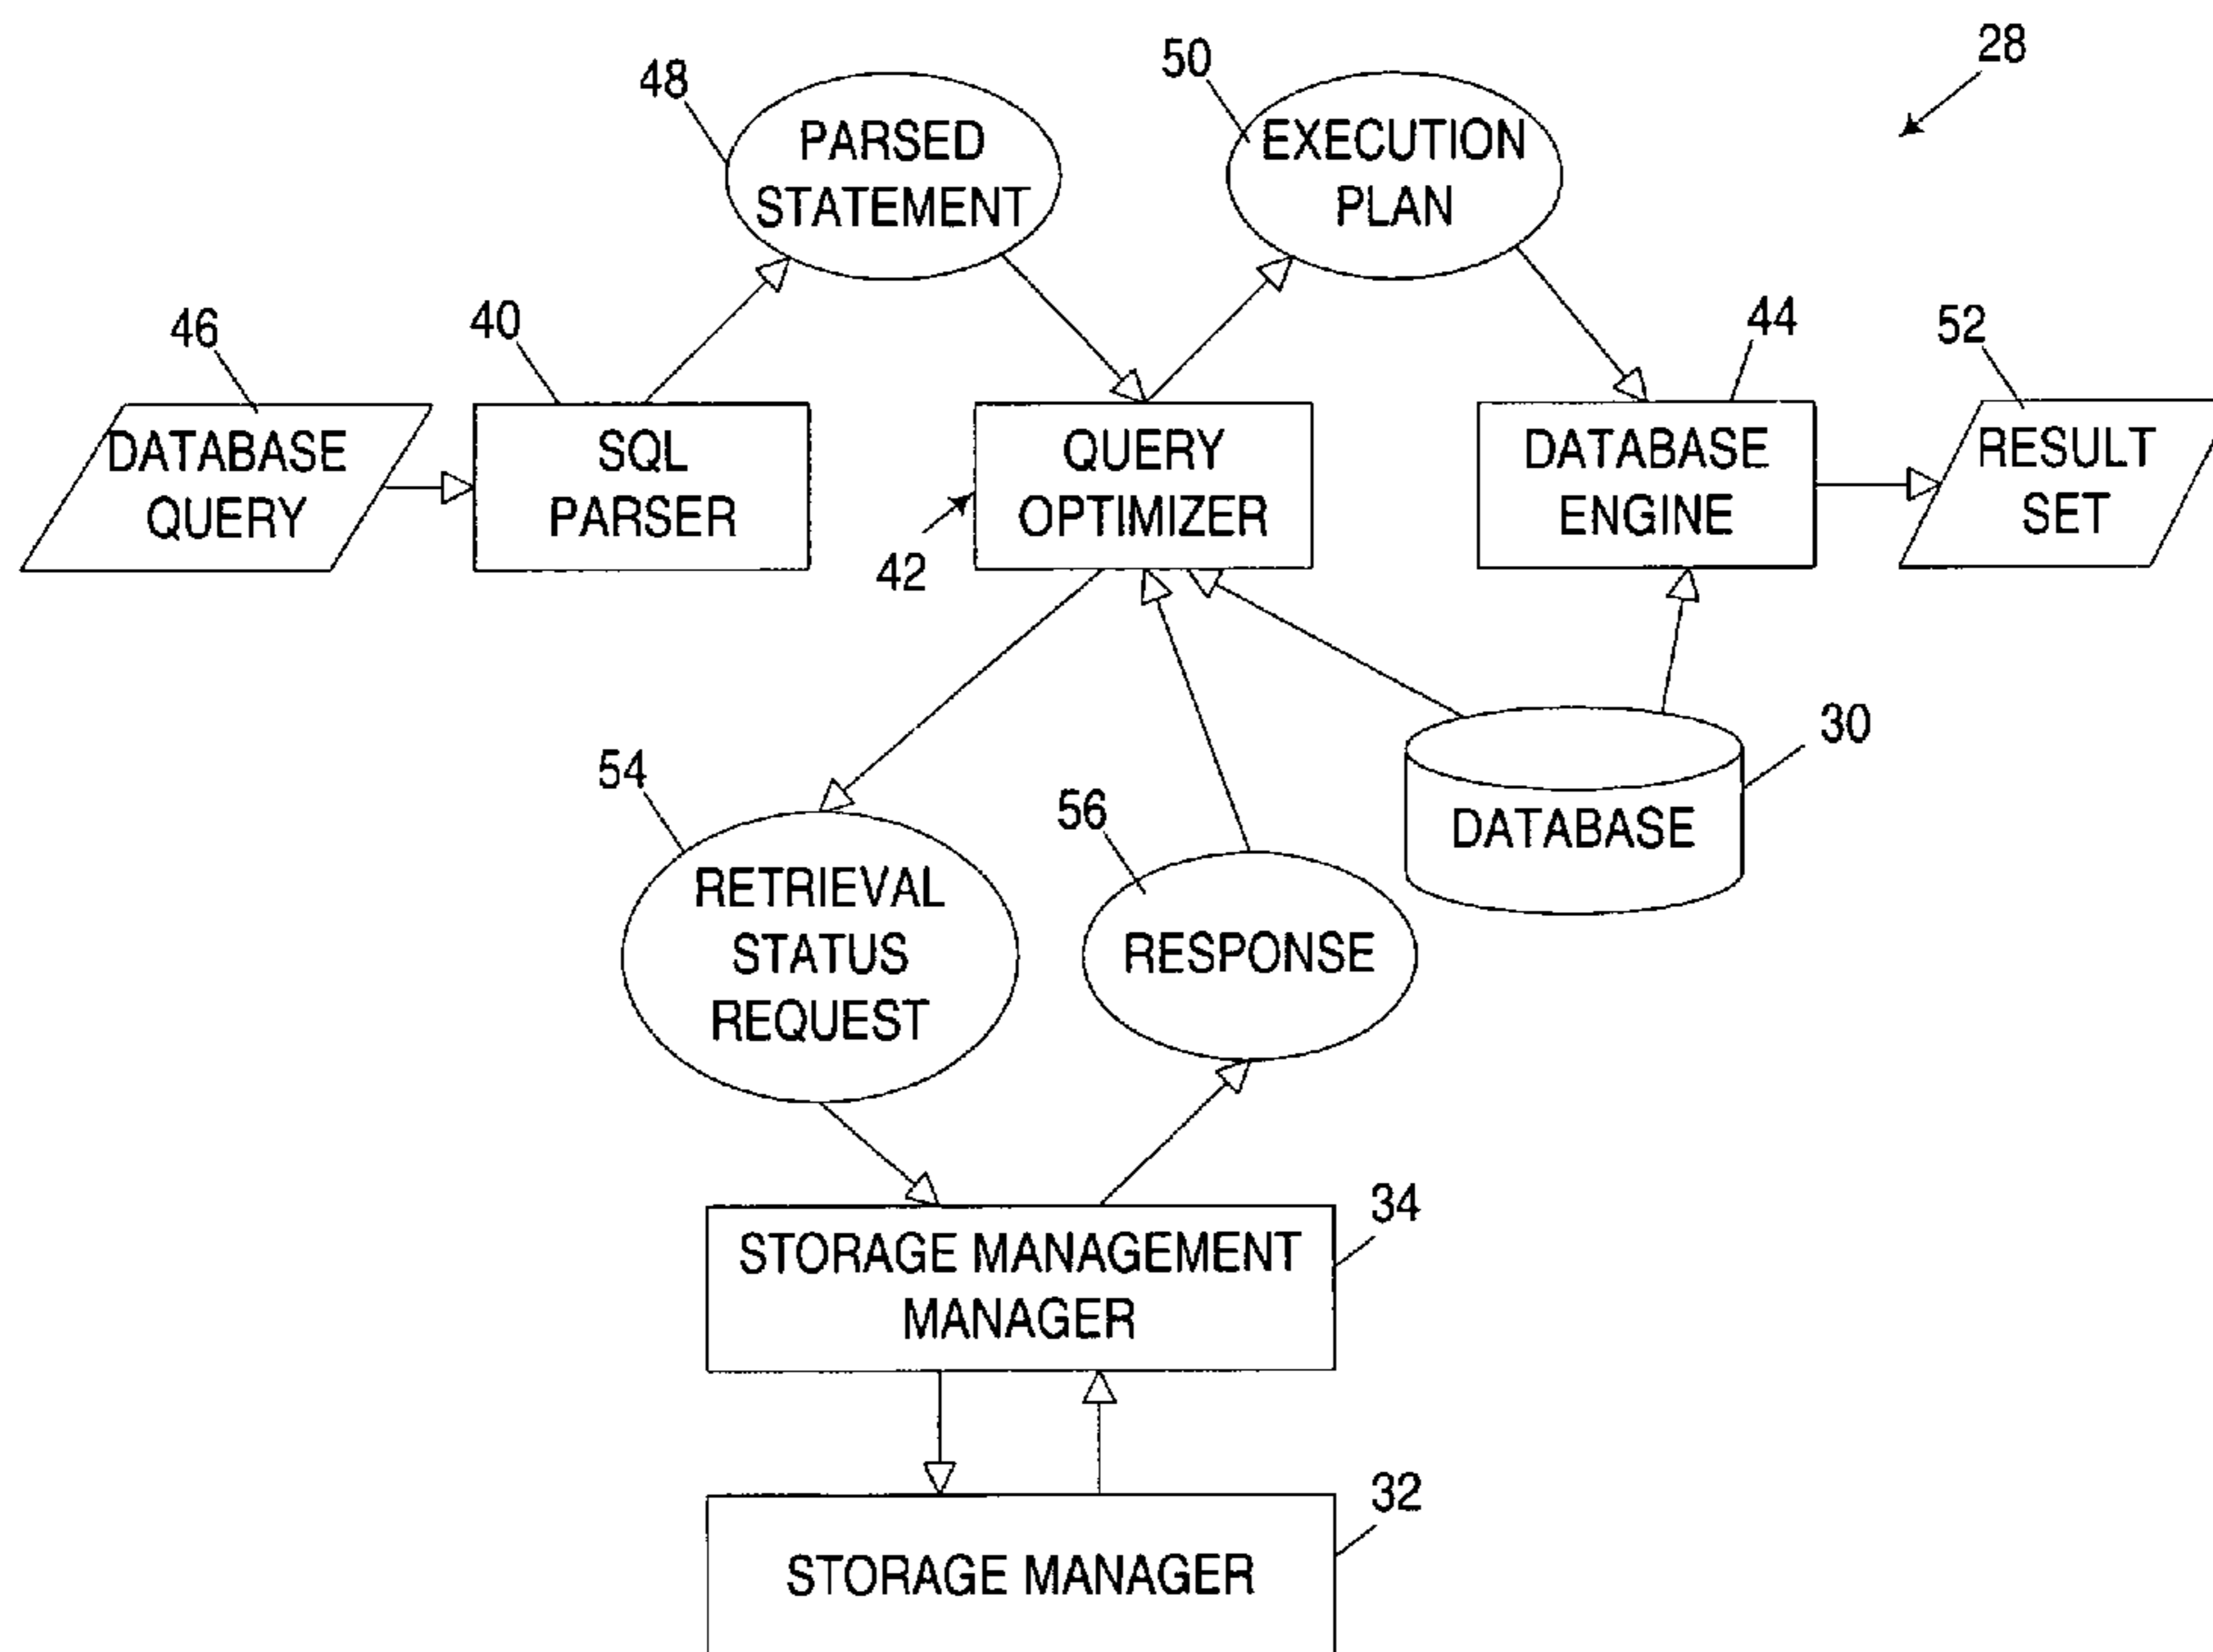 28
48
PARSED
STATEMENT
50
EXECUTION
PLAN
46
DATABASE
QUERY
40
SQL
PARSER
42
QUERY
OPTIMIZER
44
DATABASE
ENGINE
52
RESULT
SET
54
RETRIEVAL
STATUS
REQUEST
56
RESPONSE
30
DATABASE
34
STORAGE MANAGEMENT
MANAGER
32
STORAGE MANAGER